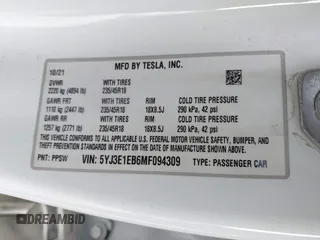 MFD BY TESLA, INC.
10/21
GVWR WITH TIRES
2220 kg (4894 lb) 235/45R18
GAWR FRT WITH TIRES RIM COLD TIRE PRESSURE
1110 kg (2447 lb) 235/45R18 18X8.5J 290 kPa, 42 psi
GAWR RR WITH TIRES RIM COLD TIRE PRESSURE
1257 kg (2771 lb) 235/45R18 18X8.5J 290 kPa, 42 psi
THIS VEHICLE CONFORMS TO ALL APPLICABLE U.S. FEDERAL MOTOR VEHICLE SAFETY, BUMPER, AND
THEFT PREVENTION STANDARDS IN EFFECT ON THE DATE OF MANUFACTURE SHOWN ABOVE.
PNT: PPSW VIN: 5YJ3E1EB6MF094309 TYPE: PASSENGER CAR
AUTOBIDMASTER